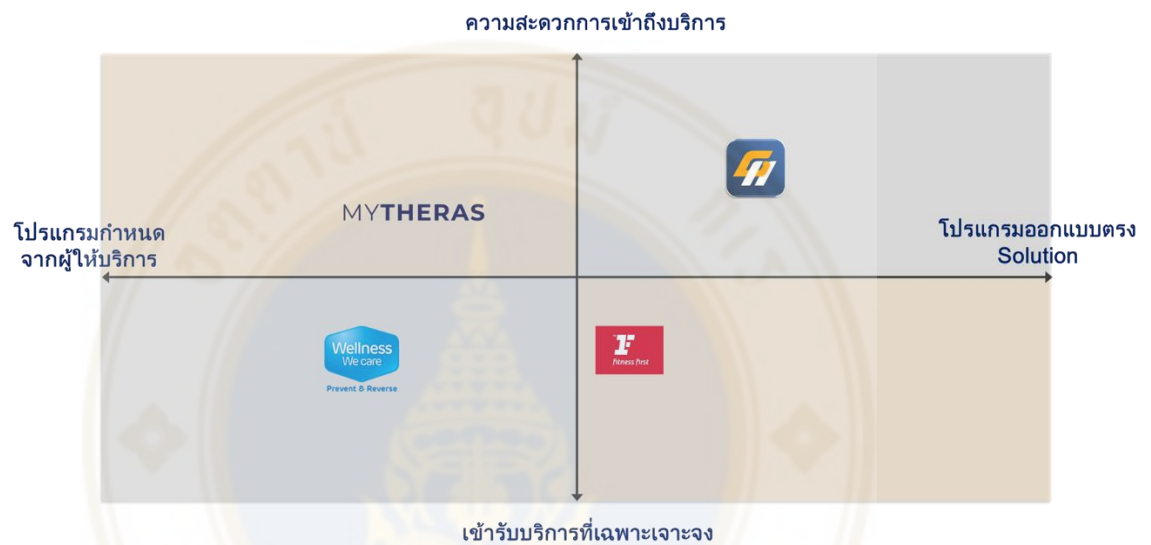 ความสะดวกการเข้าถึงบริการ
MYTHERAS
โปรแกรมกำหนด
จากผู้ให้บริการ
โปรแกรมออกแบบตรง
Solution
Wellness
We care
Prevent & Reverse
Fitness First
เข้ารับบริการที่เฉพาะเจาะจง